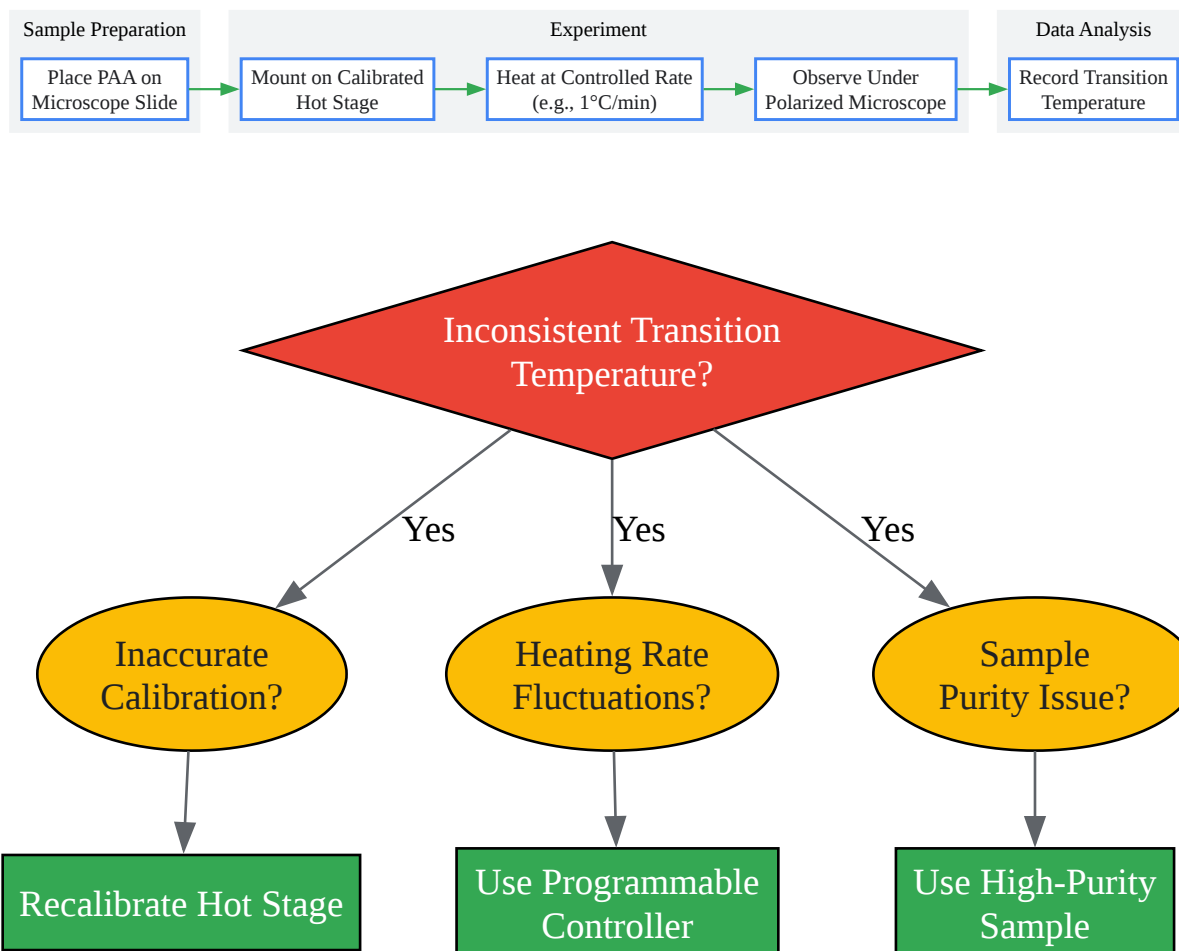 Sample Preparation
Experiment
Data Analysis
Place PAA on
Microscope Slide
Mount on Calibrated
Hot Stage
Heat at Controlled Rate
(e.g., 1°C/min)
Observe Under
Polarized Microscope
Record Transition
Temperature
Inconsistent Transition
Temperature?
Yes
Yes
Yes
Inaccurate
Calibration?
Heating Rate
Fluctuations?
Sample
Purity Issue?
Recalibrate Hot Stage
Use Programmable
Controller
Use High-Purity
Sample